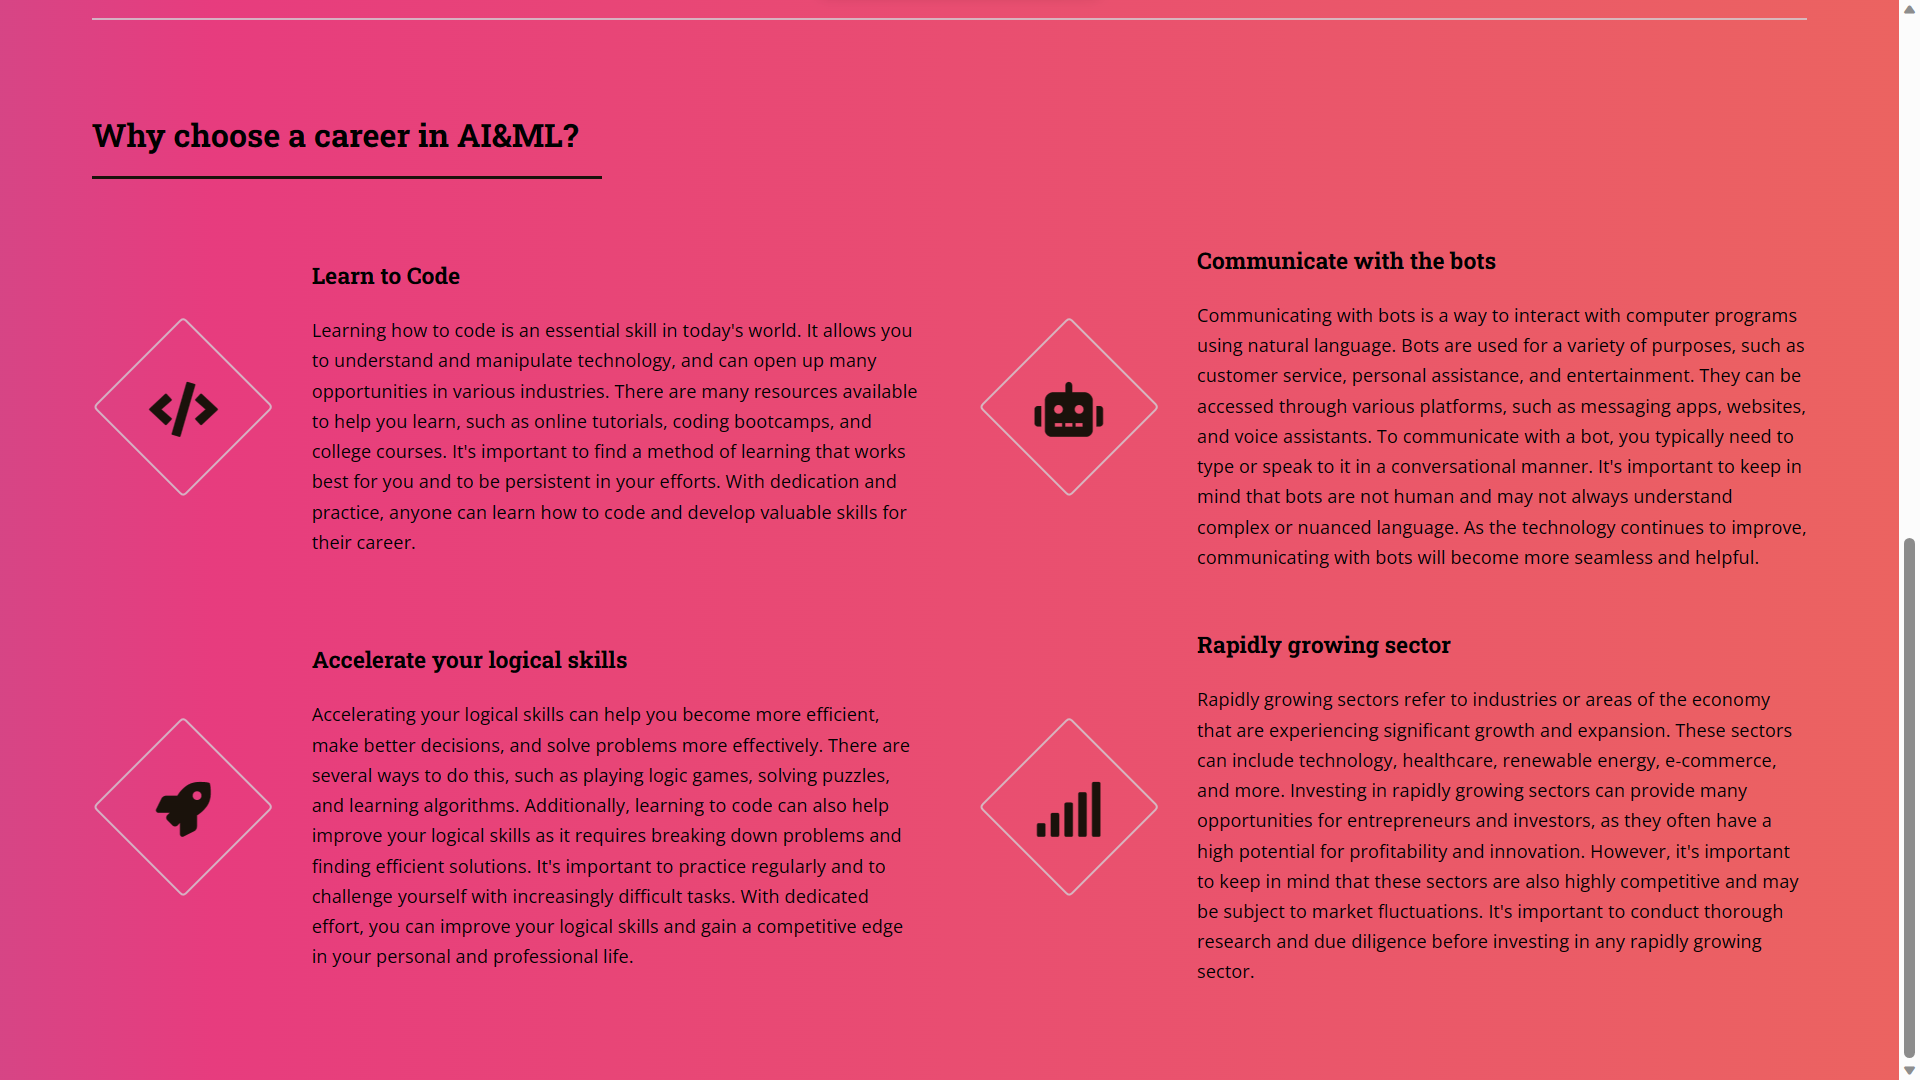 Why choose a career in AI&ML?
Learn to Code
Learning how to code is an essential skill in today's world. It allows you
to understand and manipulate technology, and can open up many
opportunities in various industries. There are many resources available
to help you learn, such as online tutorials, coding bootcamps, and
college courses. It's important to find a method of learning that works
best for you and to be persistent in your efforts. With dedication and
practice, anyone can learn how to code and develop valuable skills for
their career.
Communicate with the bots
Communicating with bots is a way to interact with computer programs
using natural language. Bots are used for a variety of purposes, such as
customer service, personal assistance, and entertainment. They can be
accessed through various platforms, such as messaging apps, websites,
and voice assistants. To communicate with a bot, you typically need to
type or speak to it in a conversational manner. It's important to keep in
mind that bots are not human and may not always understand
complex or nuanced language. As the technology continues to improve,
communicating with bots will become more seamless and helpful.
Accelerate your logical skills
Accelerating your logical skills can help you become more efficient,
make better decisions, and solve problems more effectively. There are
several ways to do this, such as playing logic games, solving puzzles,
and learning algorithms. Additionally, learning to code can also help
improve your logical skills as it requires breaking down problems and
finding efficient solutions. It's important to practice regularly and to
challenge yourself with increasingly difficult tasks. With dedicated
effort, you can improve your logical skills and gain a competitive edge
in your personal and professional life.
Rapidly growing sector
Rapidly growing sectors refer to industries or areas of the economy
that are experiencing significant growth and expansion. These sectors
can include technology, healthcare, renewable energy, e-commerce,
and more. Investing in rapidly growing sectors can provide many
opportunities for entrepreneurs and investors, as they often have a
high potential for profitability and innovation. However, it's important
to keep in mind that these sectors are also highly competitive and may
be subject to market fluctuations. It's important to conduct thorough
research and due diligence before investing in any rapidly growing
sector.